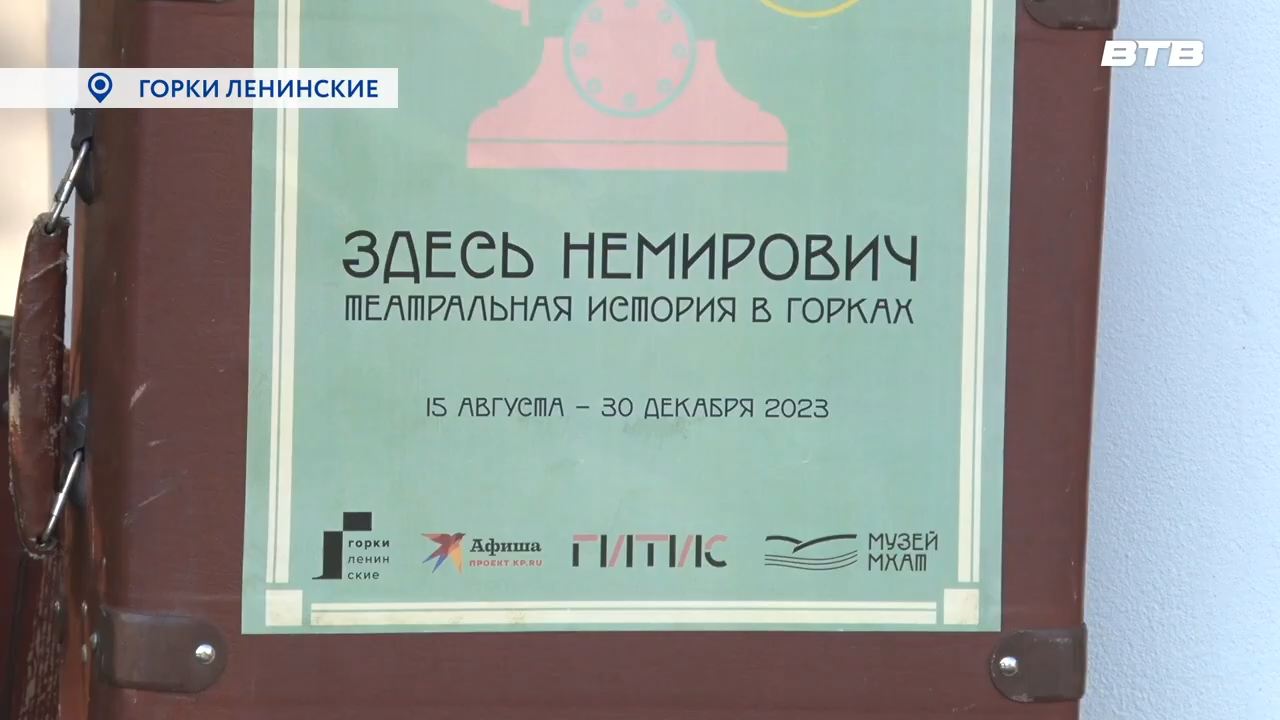 ГОРКИ ЛЕНИНСКИЕ
ВТВ
ЗДЕСЬ НЕМИРОВИЧ
ТЕАТРАЛЬНАЯ ИСТОРИЯ В ГОРКАХ
15 АВГУСТА – 30 ДЕКАБРЯ 2023
горки
ленин
ские
Афиша
ПРОЕКТ KP.RU
ГИТИС
МУЗЕЙ
МХАТ